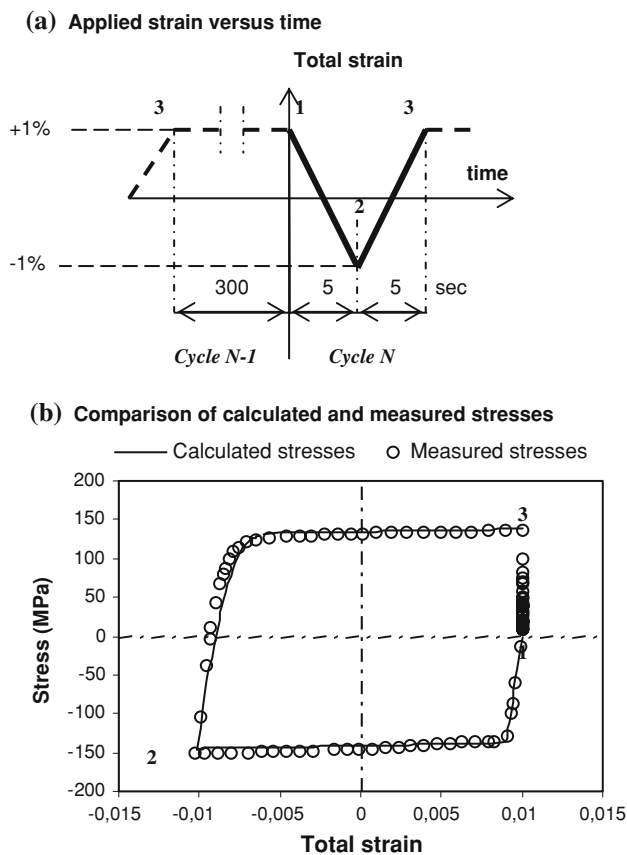 (a) Applied strain versus time
Total strain
3 1 3
+1%
time
2
-1%
300 5 5 sec
Cycle N-1 Cycle N
(b) Comparison of calculated and measured stresses
Calculated stresses Measured stresses
200
150
100
50
0
-50
-100
-150
-200
Stress (MPa)
3
1
2
-0,015 -0,01 -0,005 0 0,005 0,01 0,015
Total strain